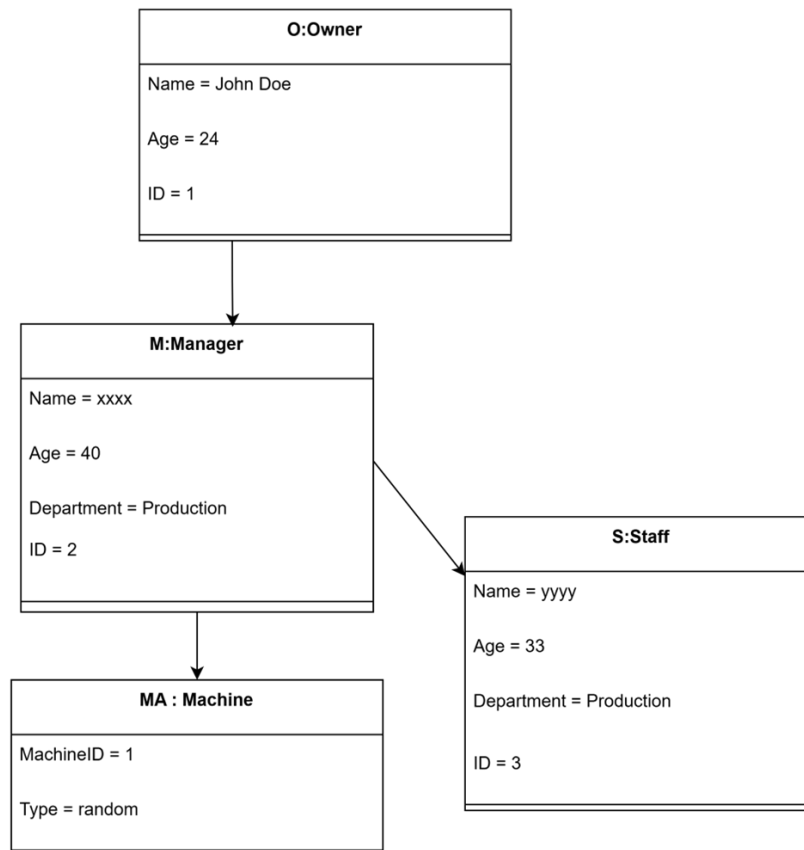 O:Owner
Name = John Doe
Age = 24
ID = 1
M:Manager
Name = xxxx
Age = 40
Department = Production
ID = 2
S:Staff
Name = yyyy
Age = 33
Department = Production
ID = 3
MA : Machine
MachineID = 1
Type = random